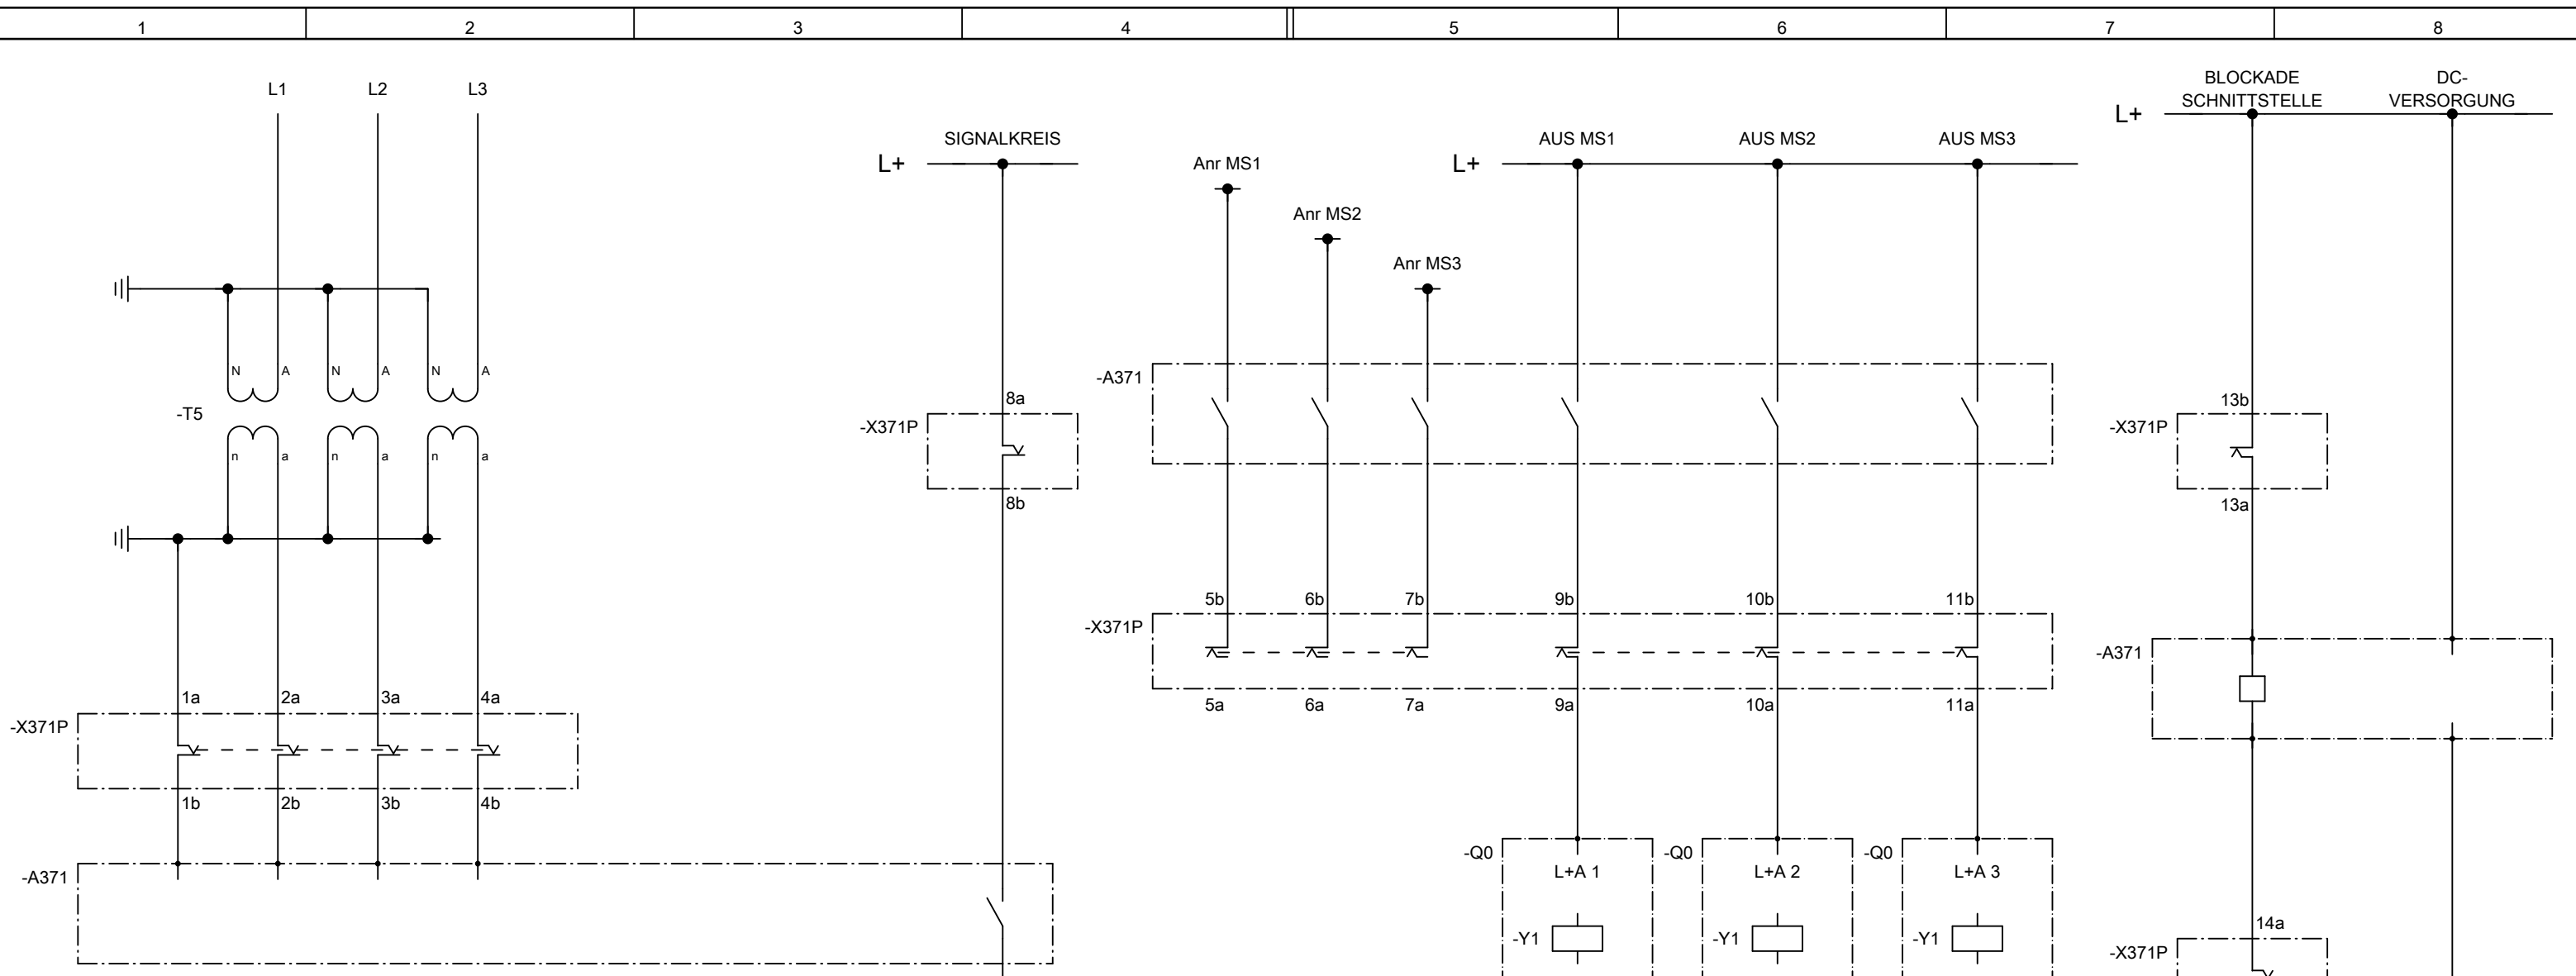 1 2 3 4 5 6 7 8
BLOCKADE DC-
L1 L2 L3
SCHNITTSTELLE VERSORGUNG
L+
SIGNALKREIS AUS MS1 AUS MS2 AUS MS3
L+ Anr MS1 L+
Anr MS2
Anr MS3
N A N A N A
-A371
8a 13b
-T5
-X371P -X371P
n a n a n a
8b 13a
5b 6b 7b 9b 10b 11b
-X371P
-A371
1a 2a 3a 4a
5a 6a 7a 9a 10a 11a
-X371P
1b 2b 3b 4b
-Q0 -Q0 -Q0
-A371 L+A 1 L+A 2 L+A 3
14a
-Y1 -Y1 -Y1
-X371P